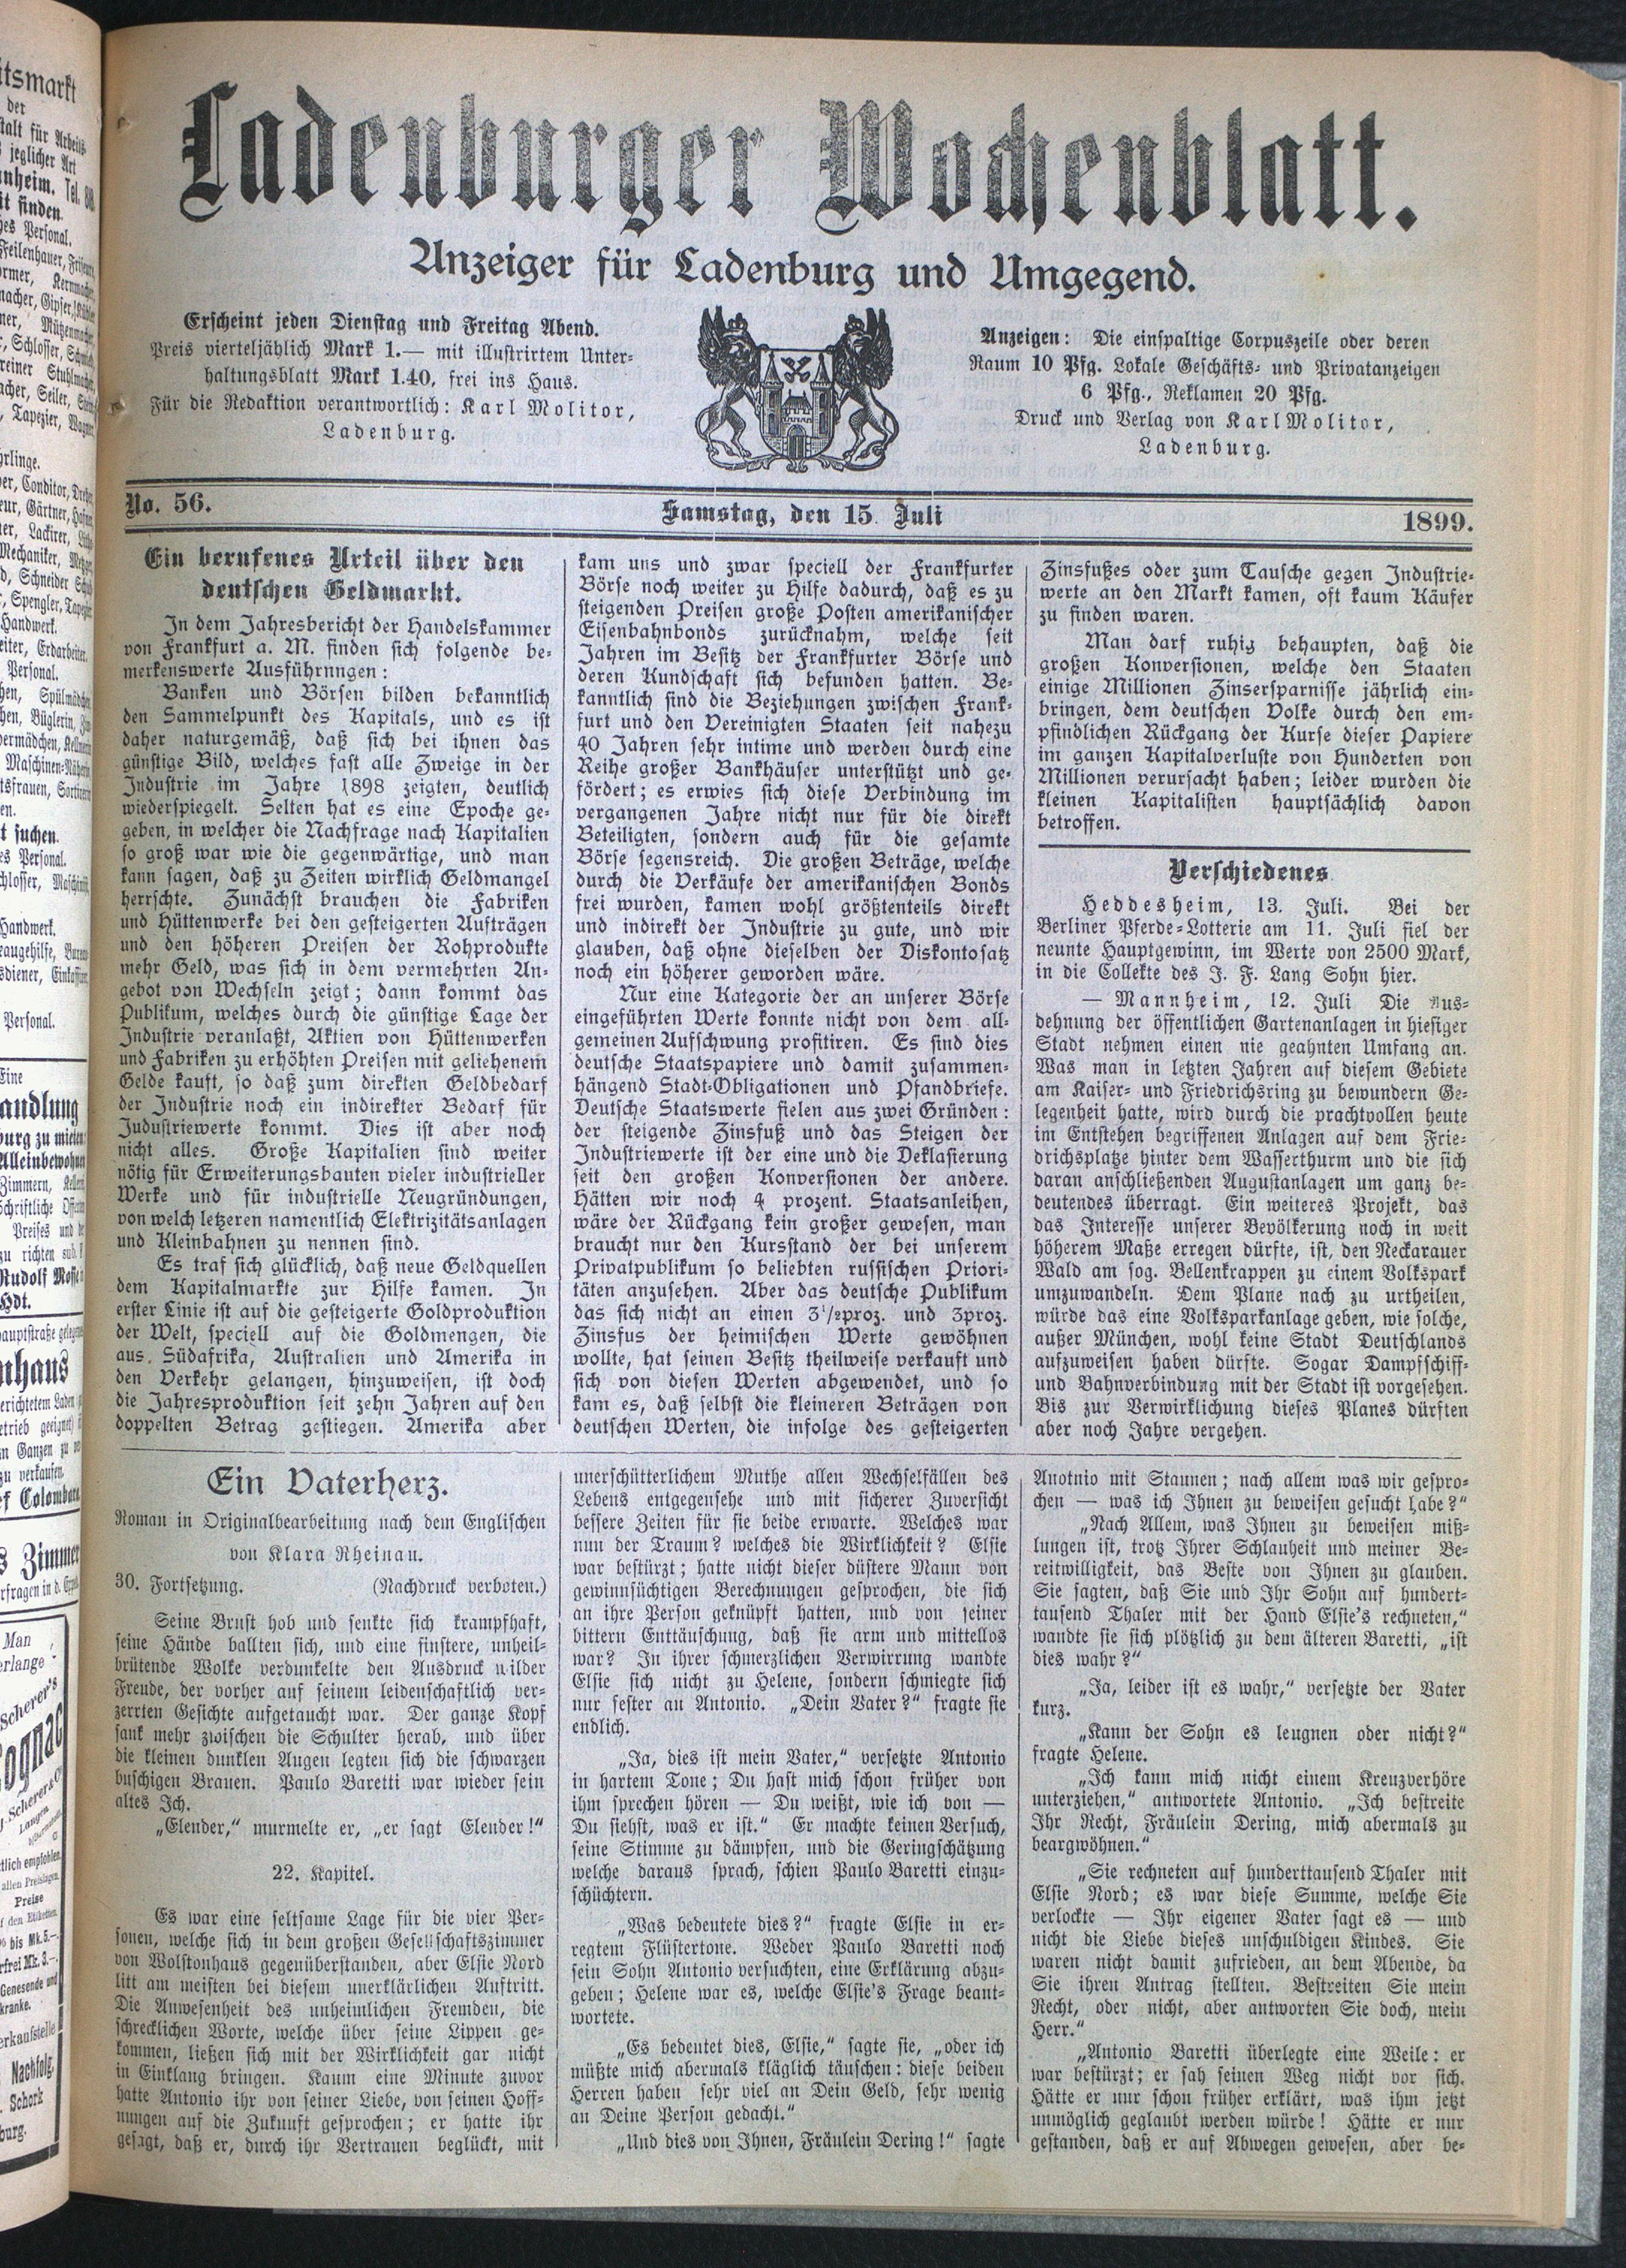 Ladenburger Wochenblatt.
Anzeiger für Ladenburg und Umgegend.
Erscheint jeden Dienstag und Freitag Abend.
Preis vierteljährlich Mark 1.— mit illustrirtem Unter-
haltungsblatt Mark 1.40, frei ins Haus.
Für die Redaktion verantwortlich: Karl Molitor,
Ladenburg.
Anzeigen: Die einspaltige Corpuszeile oder deren
Raum 10 Pfg. Lokale Geschäfts- und Privatanzeigen
6 Pfg., Reklamen 20 Pfg.
Druck und Verlag von Karl Molitor,
Ladenburg.
No. 56.
Samstag, den 15. Juli
1899.
Ein berufenes Urteil über den
deutschen Geldmarkt.
In dem Jahresbericht der Handelskammer
von Frankfurt a. M. finden sich folgende be-
merkenswerte Ausführnngen:
Banken und Börsen bilden bekanntlich
den Sammelpunkt des Kapitals, und es ist
daher naturgemäß, daß sich bei ihnen das
günstige Bild, welches fast alle Zweige in der
Industrie im Jahre 1898 zeigten, deutlich
wiederspiegelt. Selten hat es eine Epoche ge-
geben, in welcher die Nachfrage nach Kapitalien
so groß war wie die gegenwärtige, und man
kann sagen, daß zu Zeiten wirklich Geldmangel
herrschte. Zunächst brauchen die Fabriken
und Hüttenwerke bei den gesteigerten Aufträgen
und den höheren Preisen der Rohprodukte
mehr Geld, was sich in dem vermehrten An-
gebot von Wechseln zeigt; dann kommt das
Publikum, welches durch die günstige Lage der
Industrie veranlaßt, Aktien von Hüttenwerken
und Fabriken zu erhöhten Preisen mit geliehenem
Gelde kauft, so daß zum direkten Geldbedarf
der Industrie noch ein indirekter Bedarf für
Judustriewerte kommt. Dies ist aber noch
nicht alles. Große Kapitalien sind weiter
nötig für Erweiterungsbauten vieler industrieller
Werke und für industrielle Neugründungen,
von welch letzeren namentlich Elektrizitätsanlagen
und Kleinbahnen zu nennen sind.
Es traf sich glücklich, daß neue Geldquellen
dem Kapitalmarkte zur Hilfe kamen. In
erster Linie ist auf die gesteigerte Goldproduktion
der Welt, speciell auf die Goldmengen, die
aus Südafrika, Australien und Amerika in
den Verkehr gelangen, hinzuweisen, ist doch
die Jahresproduktion seit zehn Jahren auf den
doppelten Betrag gestiegen. Amerika aber
kam uns und zwar speciell der Frankfurter
Börse noch weiter zu Hilfe dadurch, daß es zu
steigenden Preisen große Posten amerikanischer
Eisenbahnbonds zurücknahm, welche seit
Jahren im Besitz der Frankfurter Börse und
deren Kundschaft sich befunden hatten. Be-
kanntlich sind die Beziehungen zwischen Frank-
furt und den Vereinigten Staaten seit nahezu
40 Jahren sehr intime und werden durch eine
Reihe großer Bankhäuser unterstützt und ge-
fördert; es erwies sich diese Verbindung im
vergangenen Jahre nicht nur für die direkt
Beteiligten, sondern auch für die gesamte
Börse segensreich. Die großen Beträge, welche
durch die Verkäufe der amerikanischen Bonds
frei wurden, kamen wohl größtenteils direkt
und indirekt der Industrie zu gute, und wir
glauben, daß ohne dieselben der Diskontosatz
noch ein höherer geworden wäre.
Nur eine Kategorie der an unserer Börse
eingeführten Werte konnte nicht von dem all-
gemeinen Aufschwung profitiren. Es sind dies
deutsche Staatspapiere und damit zusammen-
hängend Stadt-Obligationen und Pfandbriefe.
Deutsche Staatswerte fielen aus zwei Gründen:
der steigende Zinsfuß und das Steigen der
Industriewerte ist der eine und die Deklasierung
seit den großen Konversionen der andere.
Hätten wir noch 4 prozent. Staatsanleihen,
wäre der Rückgang kein großer gewesen, man
braucht nur den Kursstand der bei unserem
Privatpublikum so beliebten russischen Priori-
täten anzusehen. Aber das deutsche Publikum
das sich nicht an einen 3¹/₂proz. und 3proz.
Zinsfus der heimischen Werte gewöhnen
wollte, hat seinen Besitz theilweise verkauft und
sich von diesen Werten abgewendet, und so
kam es, daß selbst die kleineren Beträgen von
deutschen Werten, die infolge des gesteigerten
Zinsfußes oder zum Tausche gegen Industrie-
werte an den Markt kamen, oft kaum Käufer
zu finden waren.
Man darf ruhig behaupten, daß die
großen Konversionen, welche den Staaten
einige Millionen Zinsersparnisse jährlich ein-
bringen, dem deutschen Volke durch den em-
pfindlichen Rückgang der Kurse dieser Papiere
im ganzen Kapitalverluste von Hunderten von
Millionen verursacht haben; leider wurden die
kleinen Kapitalisten hauptsächlich davon
betroffen.
Verschiedenes
Heddesheim, 13. Juli. Bei der
Berliner Pferde-Lotterie am 11. Juli fiel der
neunte Hauptgewinn, im Werte von 2500 Mark,
in die Collekte des J. F. Lang Sohn hier.
— Mannheim, 12. Juli Die Aus-
dehnung der öffentlichen Gartenanlagen in hiesiger
Stadt nehmen einen nie geahnten Umfang an.
Was man in letzten Jahren auf diesem Gebiete
am Kaiser- und Friedrichsring zu bewundern Ge-
legenheit hatte, wird durch die prachtvollen heute
im Entstehen begriffenen Anlagen auf dem Frie-
drichsplatze hinter dem Wasserthurm und die sich
daran anschließenden Augustanlagen um ganz be-
deutendes überragt. Ein weiteres Projekt, das
das Interesse unserer Bevölkerung noch in weit
höherem Maße erregen dürfte, ist, den Neckarauer
Wald am sog. Bellenkrappen zu einem Volkspark
umzuwandeln. Dem Plane nach zu urtheilen,
würde das eine Volksparkanlage geben, wie solche,
außer München, wohl keine Stadt Deutschlands
aufzuweisen haben dürfte. Sogar Dampfschiff-
und Bahnverbindung mit der Stadt ist vorgesehen.
Bis zur Verwirklichung dieses Planes dürften
aber noch Jahre vergehen.
Ein Vaterherz.
Roman in Originalbearbeitung nach dem Englischen
von Klara Rheinau.
30. Fortsetzung. (Nachdruck verboten.)
Seine Brust hob und senkte sich krampfhaft,
seine Hände ballten sich, und eine finstere, unheil-
brütende Wolke verdunkelte den Ausdruck wilder
Freude, der vorher auf seinem leidenschaftlich ver-
zerrten Gesichte aufgetaucht war. Der ganze Kopf
sank mehr zwischen die Schulter herab, und über
die kleinen dunklen Augen legten sich die schwarzen
buschigen Brauen. Paulo Baretti war wieder sein
altes Ich.
„Elender,“ murmelte er, „er sagt Elender!“
22. Kapitel.
Es war eine seltsame Lage für die vier Per-
sonen, welche sich in dem großen Gesellschaftszimmer
von Wolstonhaus gegenüberstanden, aber Elsie Nord
litt am meisten bei diesem unerklärlichen Auftritt.
Die Anwesenheit des unheimlichen Fremden, die
schrecklichen Worte, welche über seine Lippen ge-
kommen, ließen sich mit der Wirklichkeit gar nicht
in Einklang bringen. Kaum eine Minute zuvor
hatte Antonio ihr von seiner Liebe, von seinen Hoff-
nungen auf die Zukunft gesprochen; er hatte ihr
gesagt, daß er, durch ihr Vertrauen beglückt, mit
unerschütterlichem Muthe allen Wechselfällen des
Lebens entgegensehe und mit sicherer Zuversicht
bessere Zeiten für sie beide erwarte. Welches war
nun der Traum? welches die Wirklichkeit? Elsie
war bestürzt; hatte nicht dieser düstere Mann von
gewinnsüchtigen Berechnungen gesprochen, die sich
an ihre Person geknüpft hatten, und von seiner
bittern Enttäuschung, daß sie arm und mittellos
war? In ihrer schmerzlichen Verwirrung wandte
Elsie sich nicht zu Helene, sondern schmiegte sich
nur fester an Antonio. „Dein Vater?“ fragte sie
endlich.
„Ja, dies ist mein Vater,“ versetzte Antonio
in hartem Tone; Du hast mich schon früher von
ihm sprechen hören — Du weißt, wie ich von —
Du siehst, was er ist.“ Er machte keinen Versuch,
seine Stimme zu dämpfen, und die Geringschätzung
welche daraus sprach, schien Paulo Baretti einzu-
schüchtern.
„Was bedeutete dies?“ fragte Elsie in er-
regtem Flüstertone. Weder Paulo Baretti noch
sein Sohn Antonio versuchten, eine Erklärung abzu-
geben; Helene war es, welche Elsie's Frage beant-
wortete.
„Es bedeutet dies, Elsie,“ sagte sie, „oder ich
müßte mich abermals kläglich täuschen: diese beiden
Herren haben sehr viel an Dein Geld, sehr wenig
an Deine Person gedacht.“
„Und dies von Ihnen, Fräulein Dering!“ sagte
Anotnio mit Staunen; nach allem was wir gespro-
chen — was ich Ihnen zu beweisen gesucht habe?“
„Nach Allem, was Ihnen zu beweisen miß-
lungen ist, trotz Ihrer Schlauheit und meiner Be-
reitwilligkeit, das Beste von Ihnen zu glauben.
Sie sagten, daß Sie und Ihr Sohn auf hundert-
tausend Thaler mit der Hand Elsie's rechneten,“
wandte sie sich plötzlich zu dem älteren Baretti, „ist
dies wahr?“
„Ja, leider ist es wahr,“ versetzte der Vater
kurz.
„Kann der Sohn es leugnen oder nicht?“
fragte Helene.
„Ich kann mich nicht einem Kreuzverhöre
unterziehen,“ antwortete Antonio. „Ich bestreite
Ihr Recht, Fräulein Dering, mich abermals zu
beargwöhnen.“
„Sie rechneten auf hunderttausend Thaler mit
Elsie Nord; es war diese Summe, welche Sie
verlockte — Ihr eigener Vater sagt es — und
nicht die Liebe dieses unschuldigen Kindes. Sie
waren nicht damit zufrieden, an dem Abende, da
Sie ihren Antrag stellten. Bestreiten Sie mein
Recht, oder nicht, aber antworten Sie doch, mein
Herr.“
„Antonio Baretti überlegte eine Weile: er
war bestürzt; er sah seinen Weg nicht vor sich.
Hätte er nur schon früher erklärt, was ihm jetzt
unmöglich geglaubt werden würde! Hätte er nur
gestanden, daß er auf Abwegen gewesen, aber be-